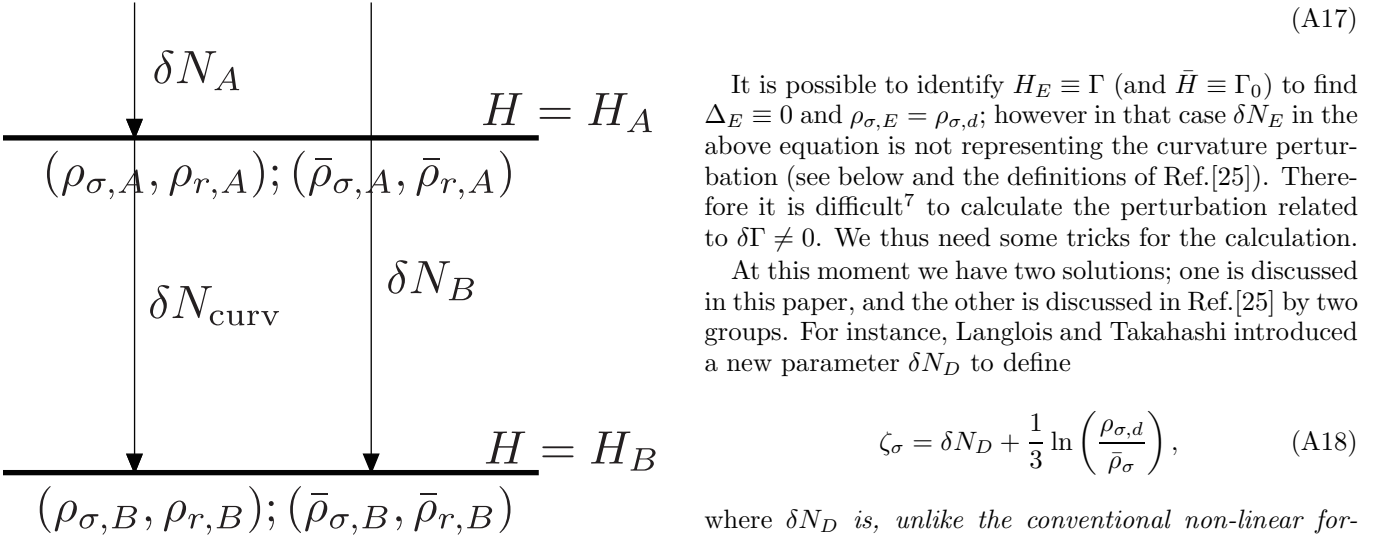 δN_A
H = H_A
(ρ_{σ,A}, ρ_{r,A}); (ρ̄_{σ,A}, ρ̄_{r,A})
δN_B
δN_curv
H = H_B
(ρ_{σ,B}, ρ_{r,B}); (ρ̄_{σ,B}, ρ̄_{r,B})
(A17)
It is possible to identify H_E ≡ Γ (and H̄ ≡ Γ_0) to find
Δ_E ≡ 0 and ρ_{σ,E} = ρ_{σ,d}; however in that case δN_E in the
above equation is not representing the curvature pertur-
bation (see below and the definitions of Ref.[25]). There-
fore it is difficult^7 to calculate the perturbation related
to δΓ ≠ 0. We thus need some tricks for the calculation.
At this moment we have two solutions; one is discussed
in this paper, and the other is discussed in Ref.[25] by two
groups. For instance, Langlois and Takahashi introduced
a new parameter δN_D to define
ζ_σ = δN_D + \frac{1}{3} ln (\frac{ρ_{σ,d}}{ρ̄_σ}), (A18)
where δN_D is, unlike the conventional non-linear for-